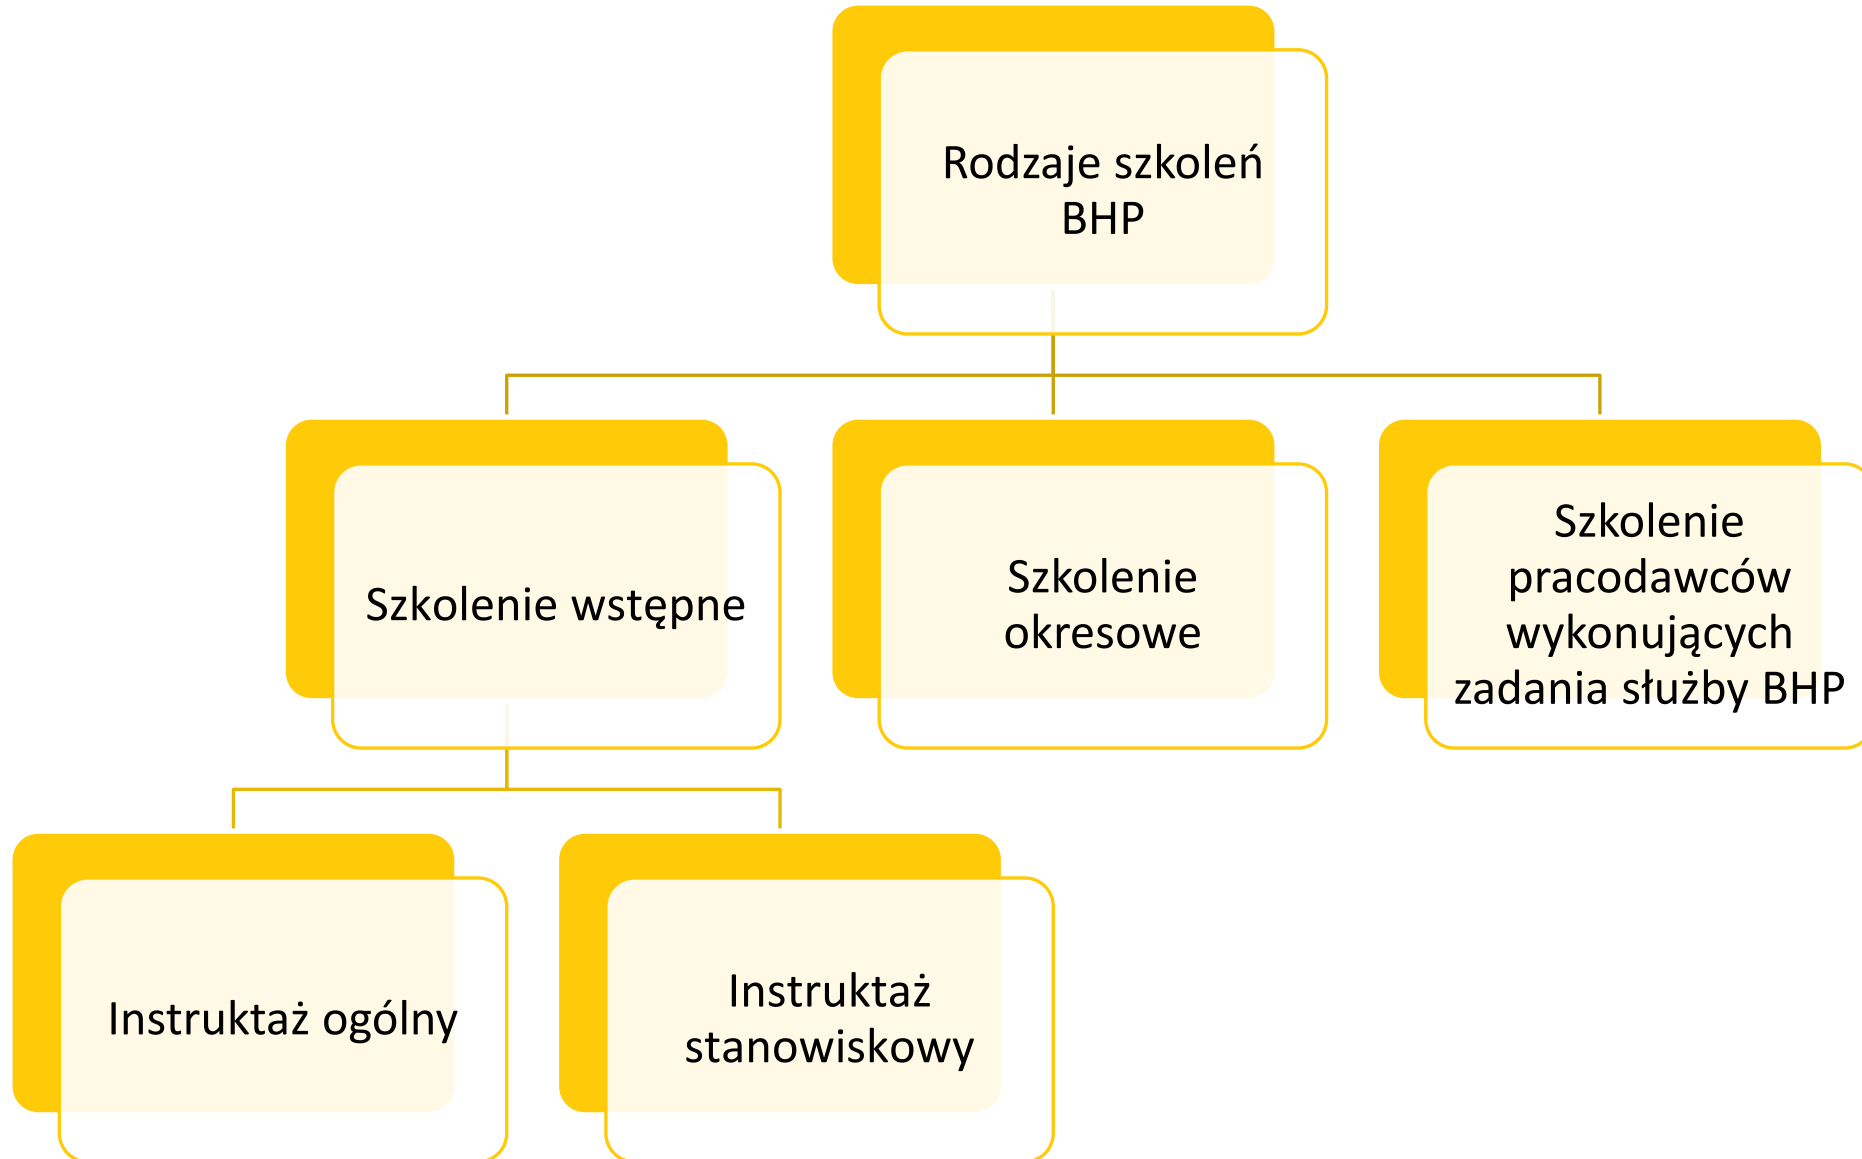 Rodzaje szkoleń
BHP
Szkolenie wstępne
Szkolenie
okresowe
Szkolenie
pracodawców
wykonujących
zadania służby BHP
Instruktaż ogólny
Instruktaż
stanowiskowy